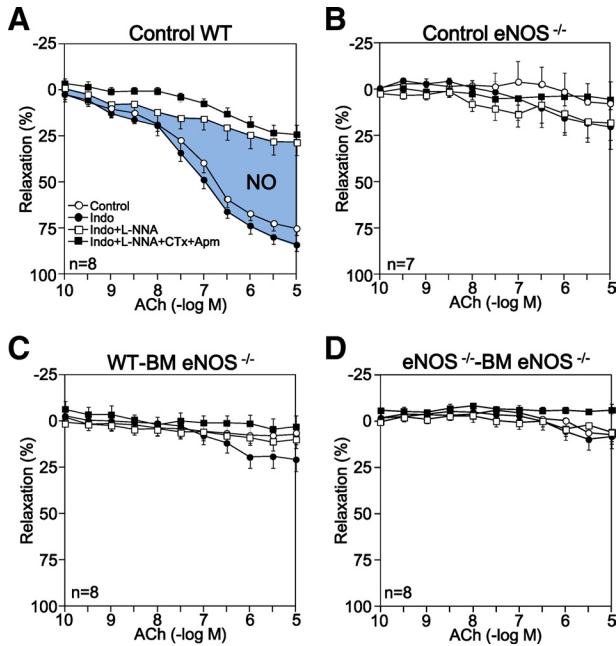 A
Control WT
-25
0
25
50
75
100
Relaxation (%)
NO
Control
Indo
Indo+L-NNA
Indo+L-NNA+CTx+Apm
n=8
10 9 8 7 6 5
ACh (-log M)
B
Control eNOS -/-
-25
0
25
50
75
100
Relaxation (%)
n=7
10 9 8 7 6 5
ACh (-log M)
C
WT-BM eNOS -/-
-25
0
25
50
75
100
Relaxation (%)
n=8
10 9 8 7 6 5
ACh (-log M)
D
eNOS -/- -BM eNOS -/-
-25
0
25
50
75
100
Relaxation (%)
n=8
10 9 8 7 6 5
ACh (-log M)